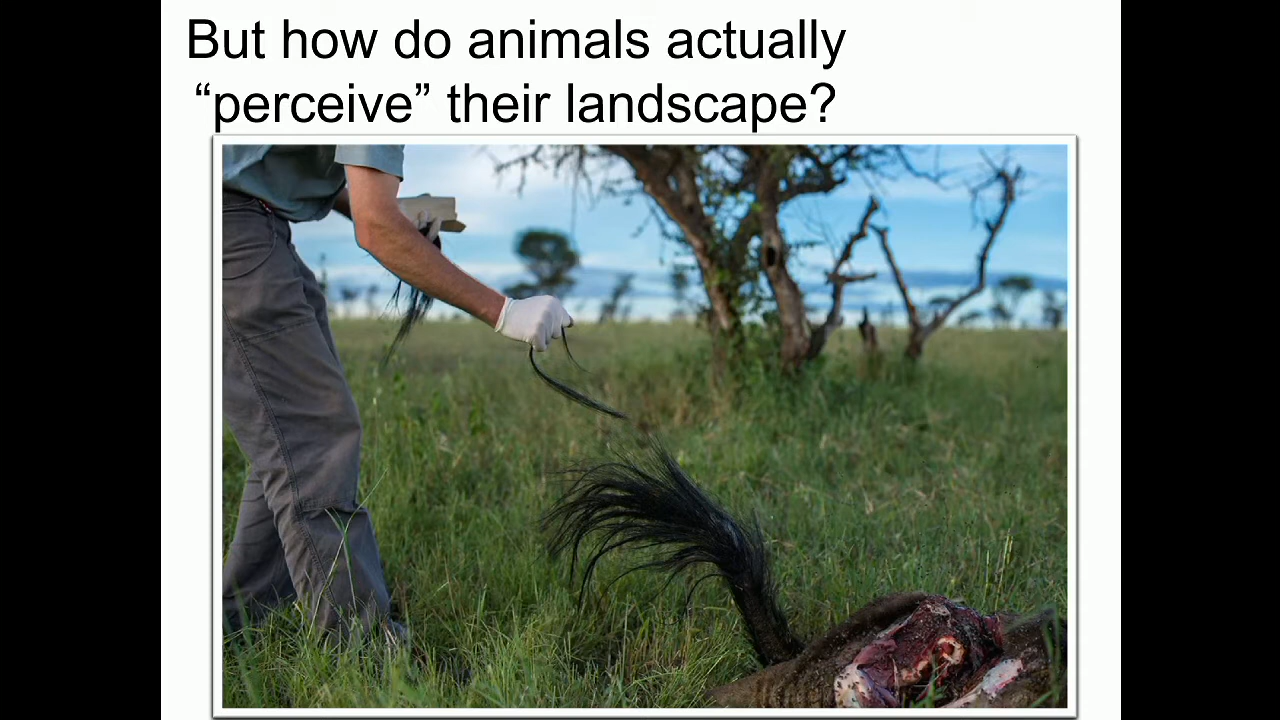 But how do animals actually
“perceive” their landscape?